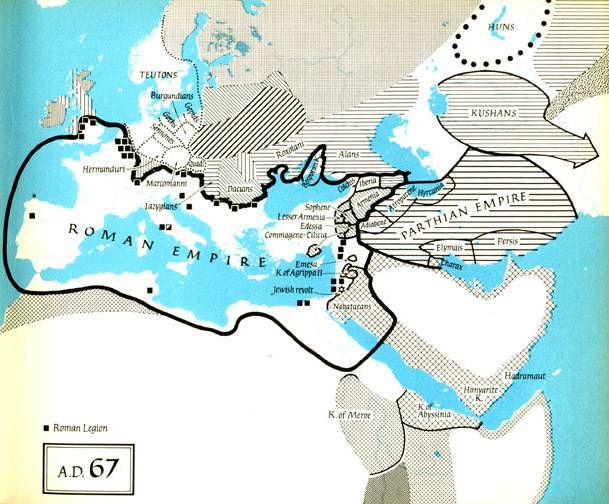 HUNS
TEUTONS
Burgundians
Goths
Gepids
Semnones
KUSHANS
Hermanduri
Quadi
Marcomanni
Roxolani
Alans
Iazygians
Dacians
Bosporans
Colchis
Iberia
Armenia
Atropatene
Hyrcania
Sophene
Lesser Armenia
Edessa
Commagene-Cilicia
Adiabene
PARTHIAN EMPIRE
ROMAN EMPIRE
Elymais
Persis
Charax
Emesa
K. of Agrippa II
Jewish revolt
Nabataeans
Hadramaut
Himyarite
K.
K. of Meroe
K. of
Abyssinia
Roman Legion
A.D. 67